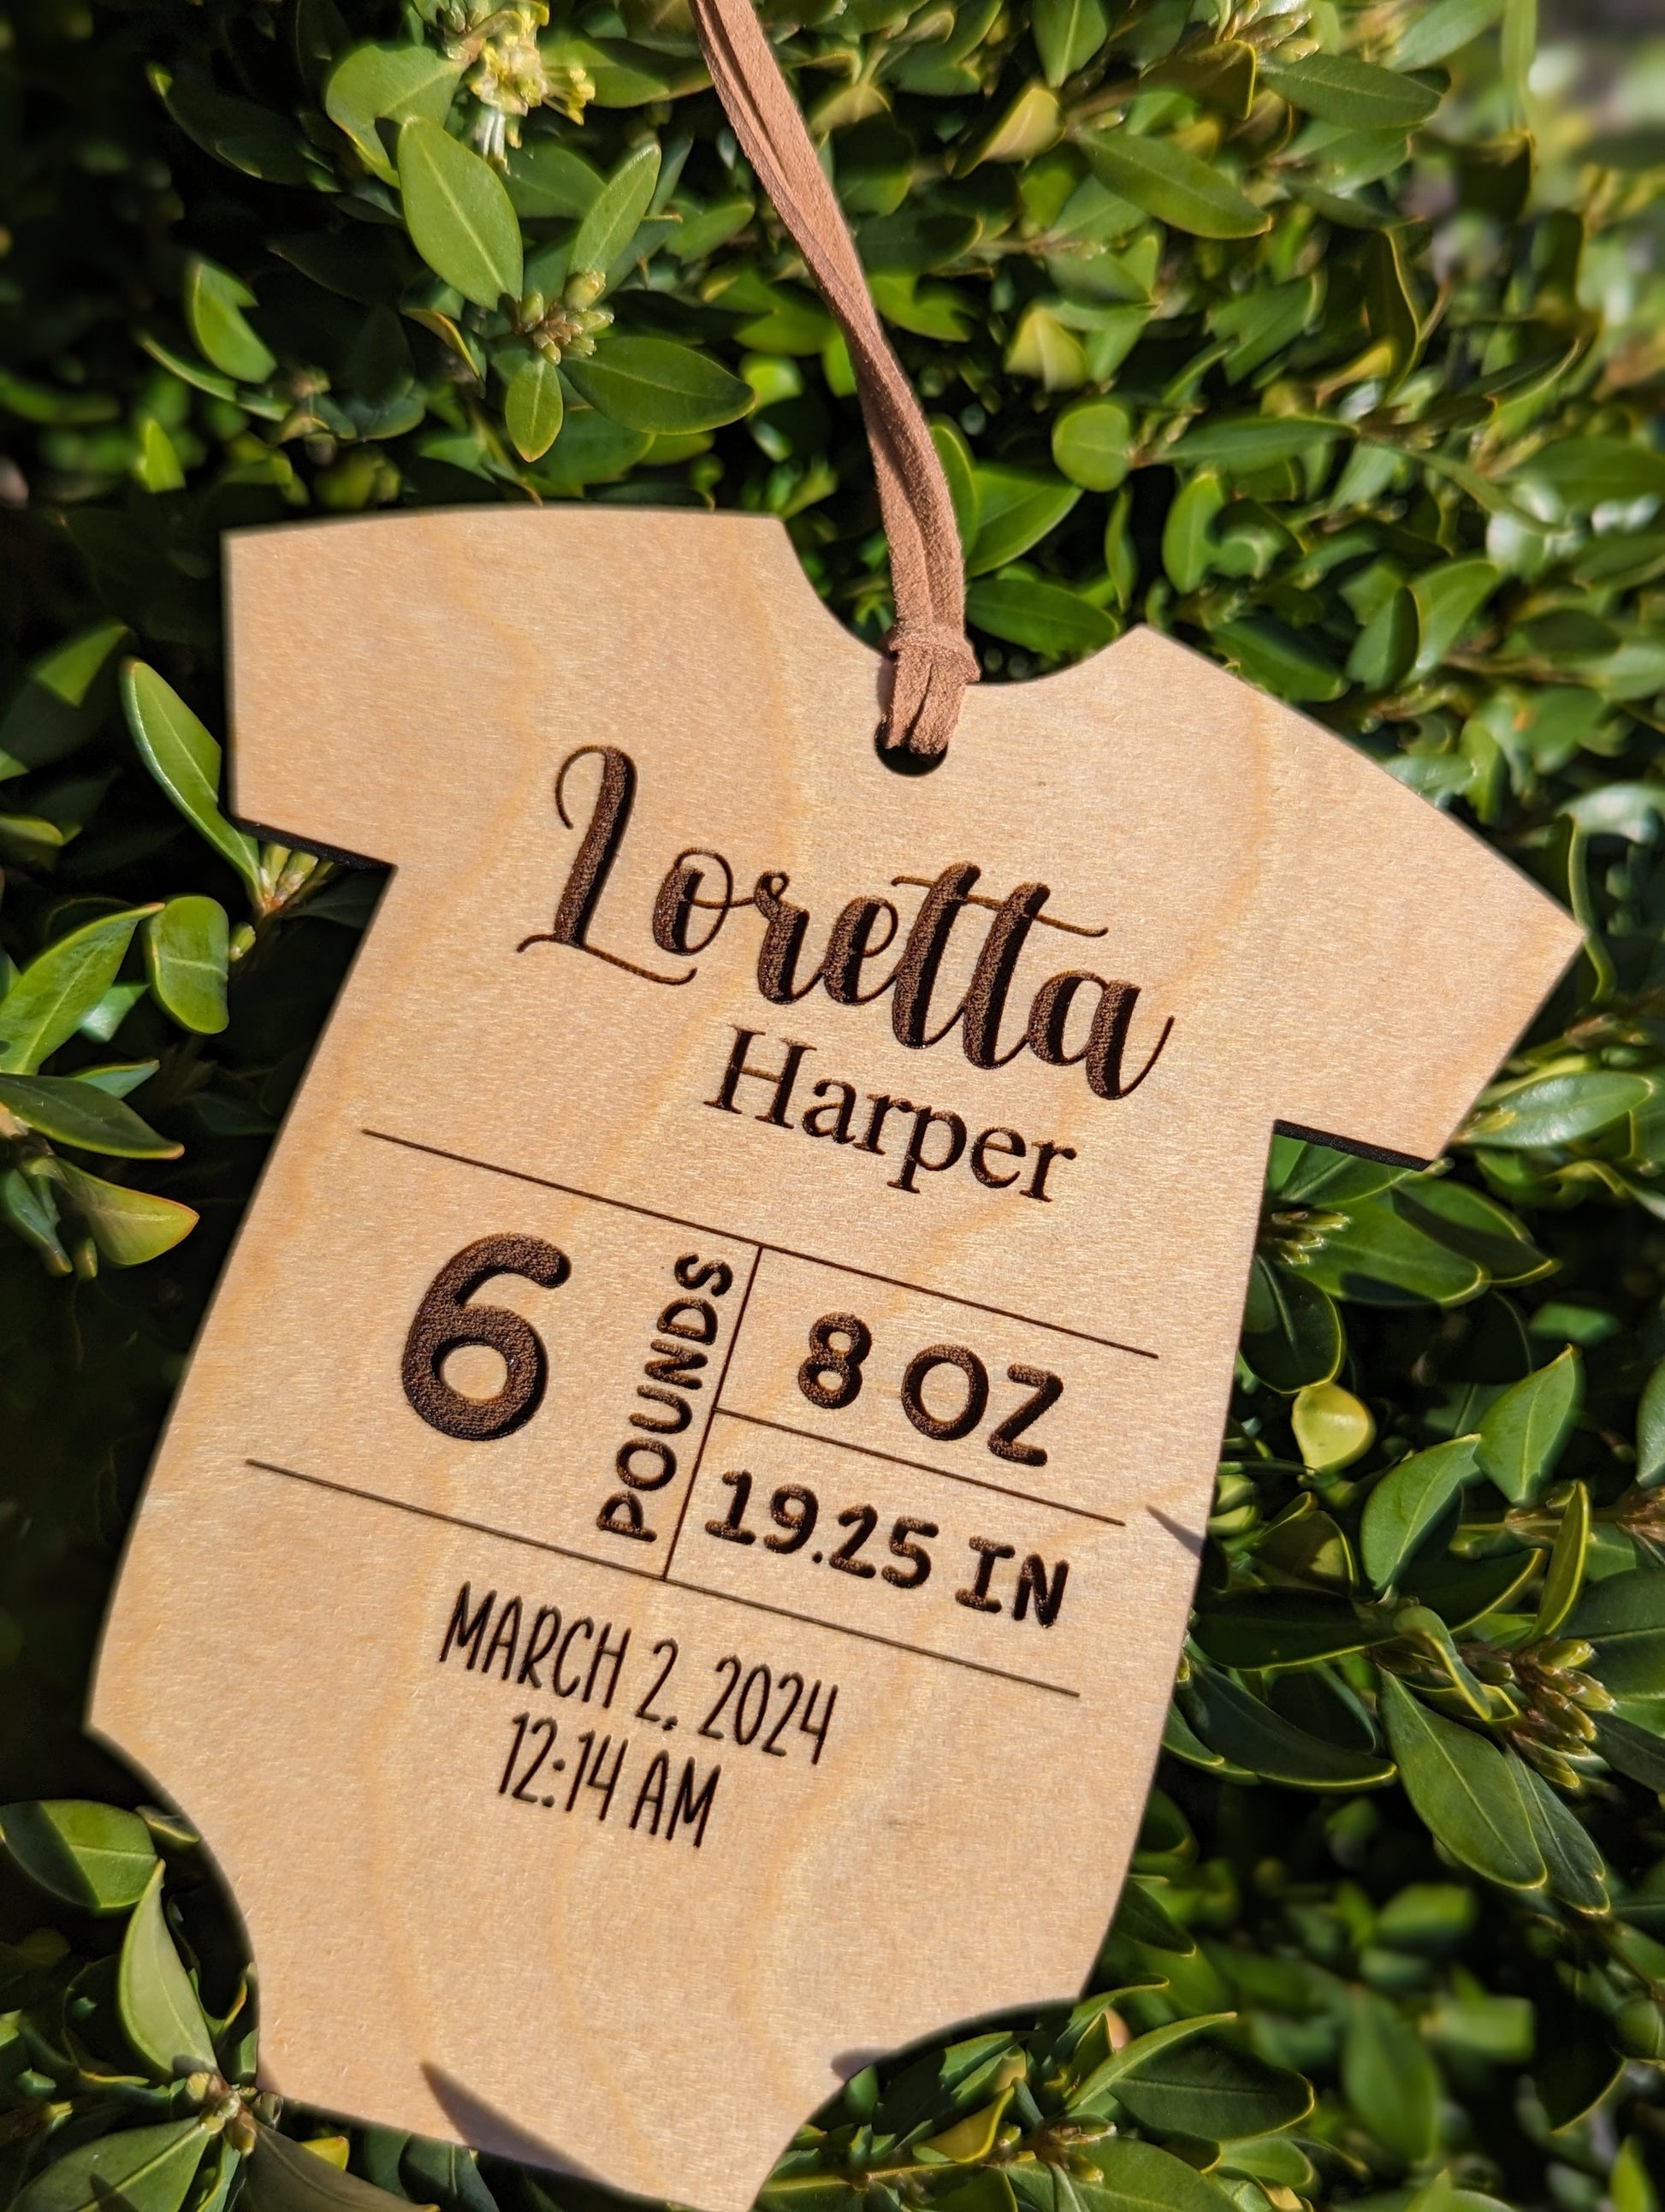 Loretta
Harper
6 POUNDS
8 OZ
19.25 IN
MARCH 2, 2024
12:14 AM